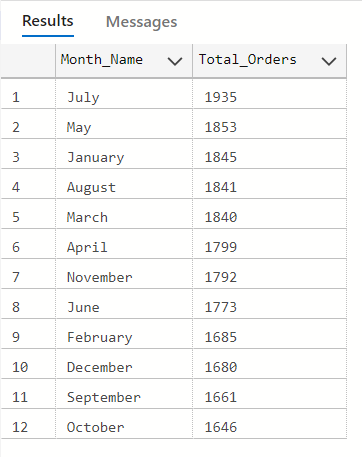 Results Messages
Month_Name Total_Orders
1 July 1935
2 May 1853
3 January 1845
4 August 1841
5 March 1840
6 April 1799
7 November 1792
8 June 1773
9 February 1685
10 December 1680
11 September 1661
12 October 1646